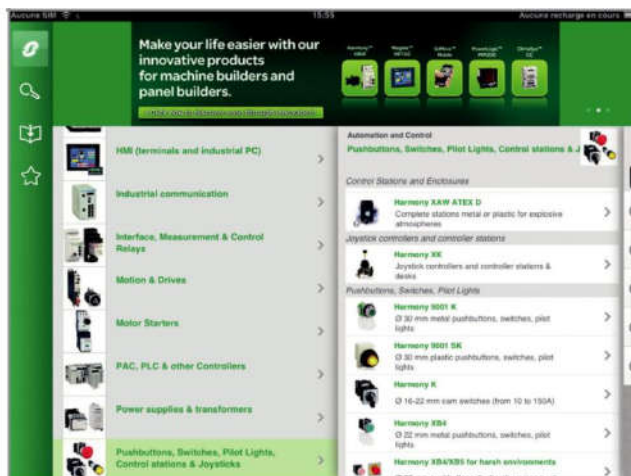 Aucune SIM
15:55
Aucune recharge en cours
Make your life easier with our
innovative products
for machine builders and
panel builders.
Harmony™
Magelis™
HMI (terminals and industrial PC)
Industrial communication
Interface, Measurement & Control
Relays
Motion & Drives
Motor Starters
PAC, PLC & other Controllers
Power supplies & transformers
Pushbuttons, Switches, Pilot Lights,
Control stations & Joysticks
Automation and Control
Pushbuttons, Switches, Pilot Lights, Control stations & J
Control Stations and Enclosures
Harmony XAW ATEX D
Complete stations metal or plastic for explosive
atmospheres
Joystick controllers and controller stations
Harmony XK
Joystick controllers and controller stations &
desks
Pushbuttons, Switches, Pilot Lights
Harmony 9001 K
Ø 30 mm metal pushbuttons, switches, pilot
lights
Harmony 9001 SK
Ø 30 mm plastic pushbuttons, switches, pilot
lights
Harmony K
Ø 16-22 mm cam switches (from 10 to 150A)
Harmony XB4
Ø 22 mm metal pushbuttons, switches, pilot
lights
Harmony XB4/XB5 for harsh environments